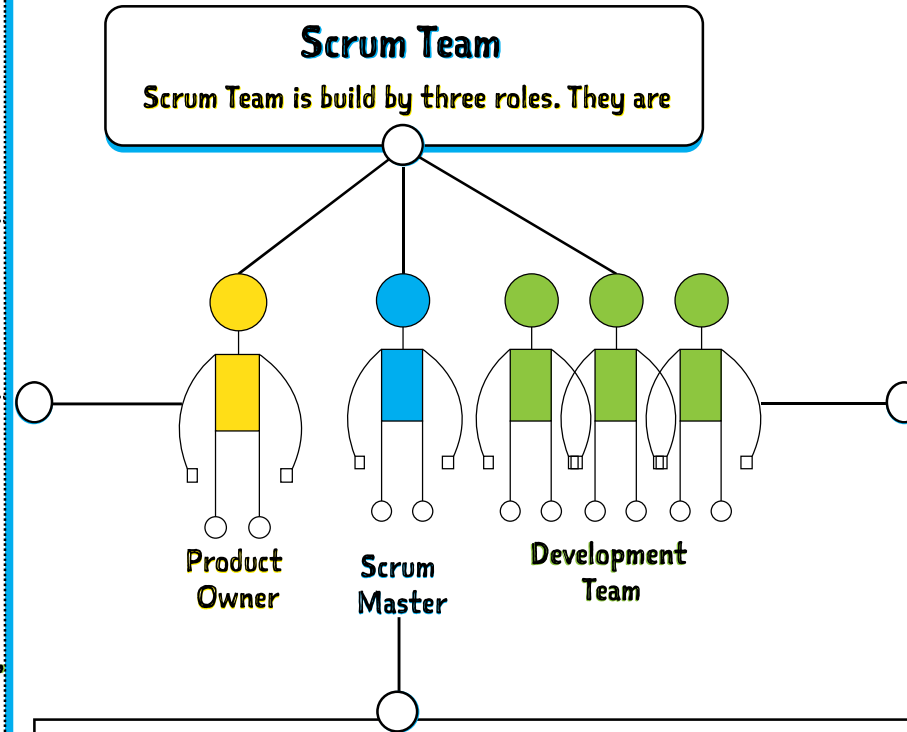 Scrum Team
Scrum Team is build by three roles. They are
Product
Owner
Scrum
Master
Development
Team